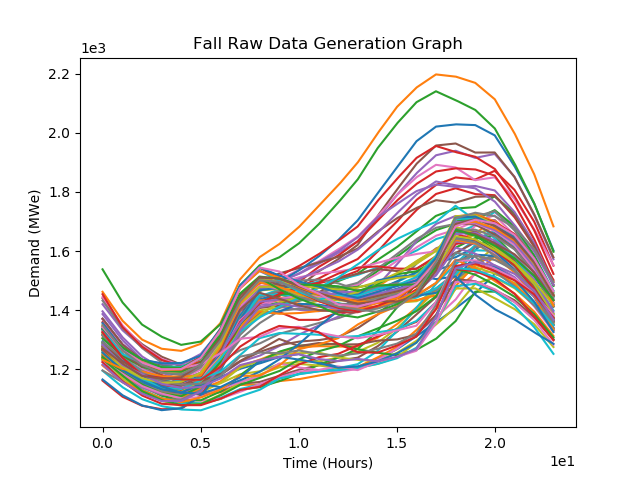 Fall Raw Data Generation Graph
1e3
2.2
2.0
1.8
1.6
1.4
1.2
Demand (MWe)
0.0 0.5 1.0 1.5 2.0
1e1
Time (Hours)